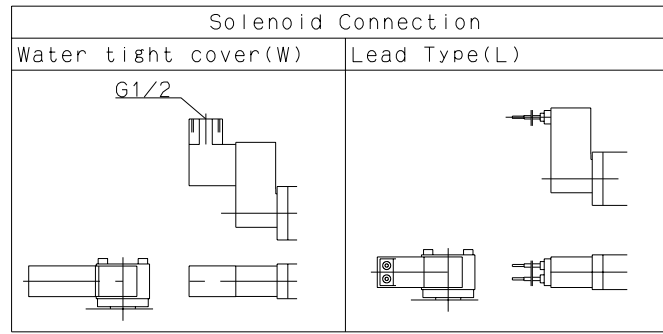 Solenoid Connection
Water tight cover(W)
Lead Type(L)
G1/2